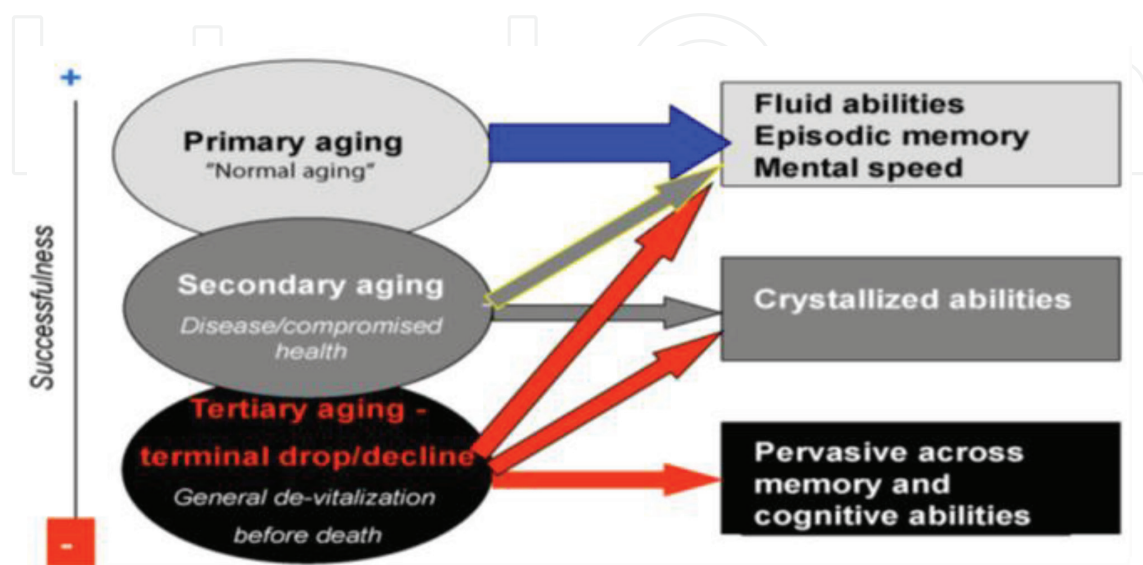 +
Successfulness
-
Primary aging
"Normal aging"
Secondary aging
Disease/compromised
health
Tertiary aging -
terminal drop/decline
General de-vitalization
before death
Fluid abilities
Episodic memory
Mental speed
Crystallized abilities
Pervasive across
memory and
cognitive abilities